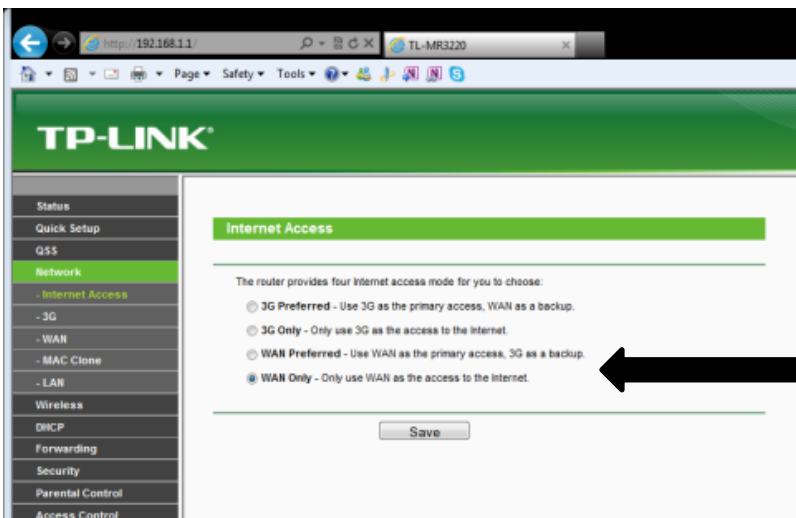 http://192.168.1.1/
TL-MR3220
Page Safety Tools
TP-LINK
Status
Quick Setup
QSS
Network
- Internet Access
- 3G
- WAN
- MAC Clone
- LAN
Wireless
DHCP
Forwarding
Security
Parental Control
Access Control
Internet Access
The router provides four Internet access mode for you to choose:
3G Preferred - Use 3G as the primary access, WAN as a backup.
3G Only - Only use 3G as the access to the Internet.
WAN Preferred - Use WAN as the primary access, 3G as a backup.
WAN Only - Only use WAN as the access to the Internet.
Save